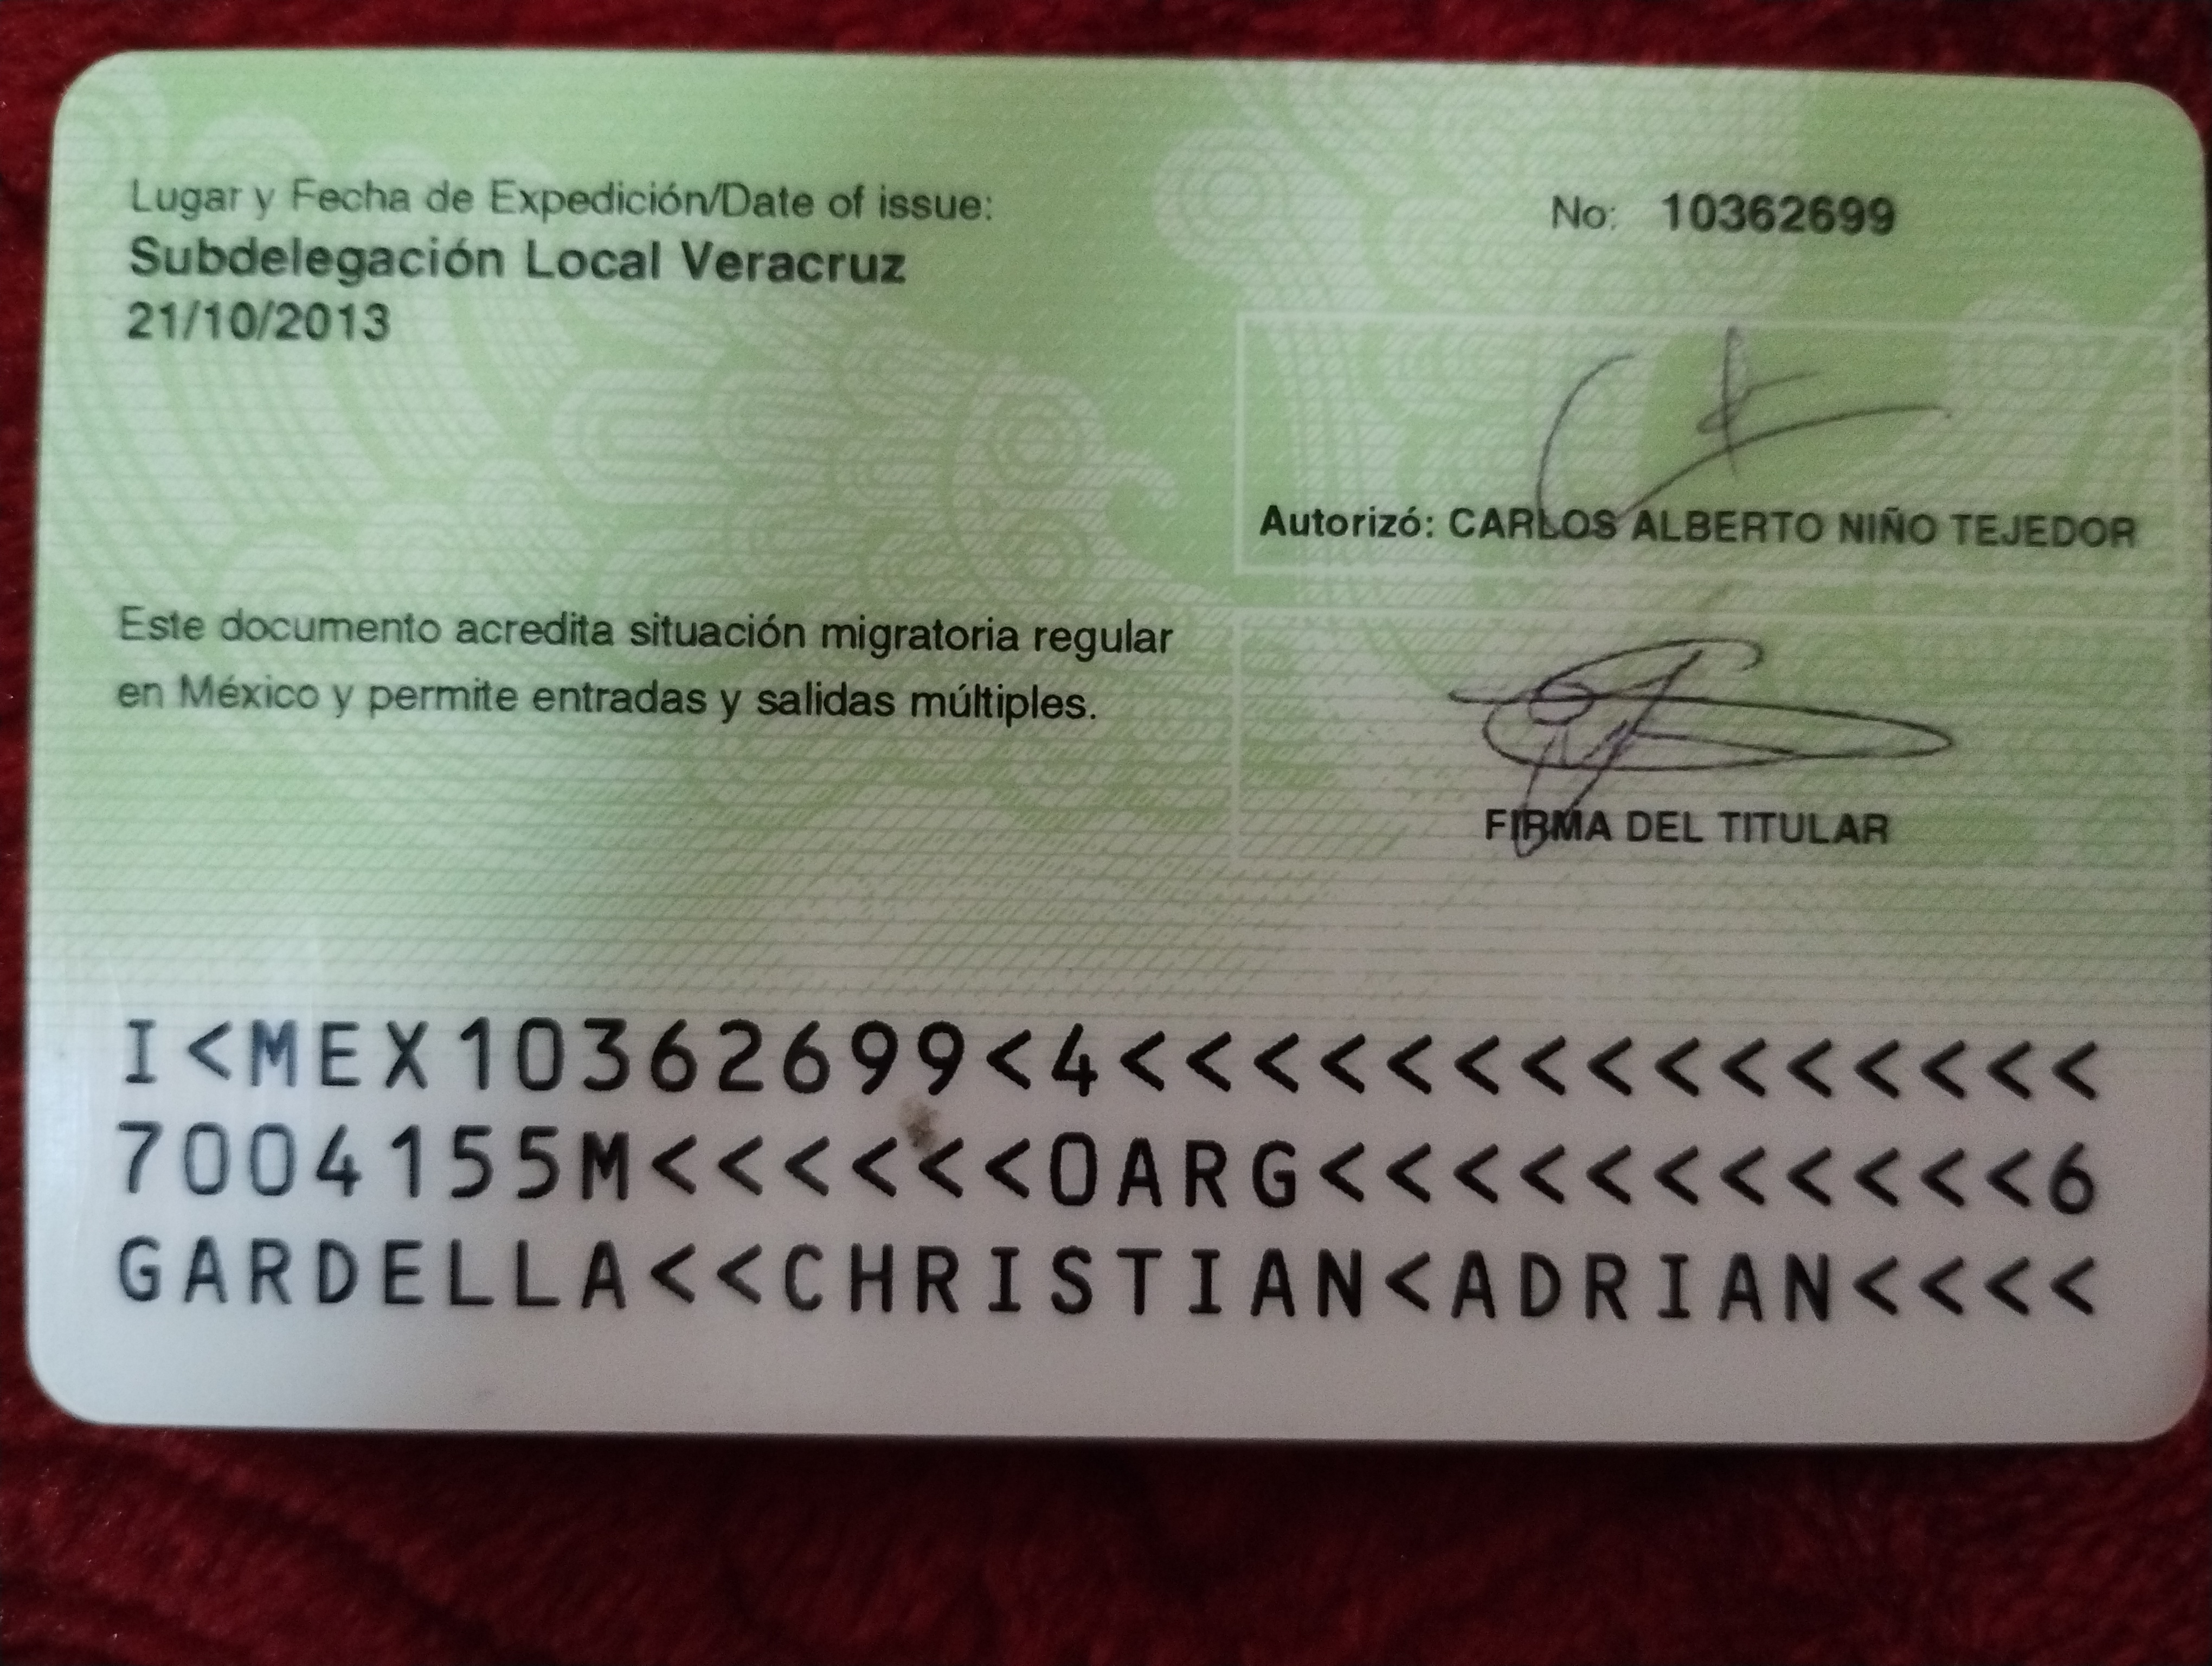 Lugar y Fecha de Expedición/Date of issue:
Subdelegación Local Veracruz
21/10/2013
No: 10362699
Autorizó: CARLOS ALBERTO NIÑO TEJEDOR
Este documento acredita situación migratoria regular
en México y permite entradas y salidas múltiples.
FIRMA DEL TITULAR
I<MEX10362699<4<<<<<<<<<<<<<<<
7004155M<<<<<<0ARG<<<<<<<<<<<6
GARDELLA<<CHRISTIAN<ADRIAN<<<<